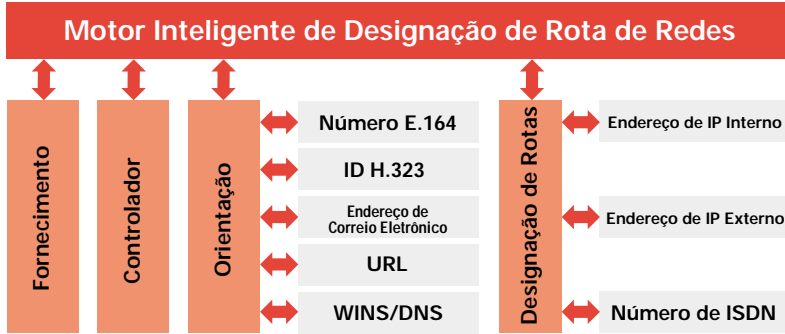 Motor Inteligente de Designação de Rota de Redes
Fornecimento
Controlador
Orientação
Número E.164
ID H.323
Endereço de
Correio Eletrônico
URL
WINS/DNS
Designação de Rotas
Endereço de IP Interno
Endereço de IP Externo
Número de ISDN